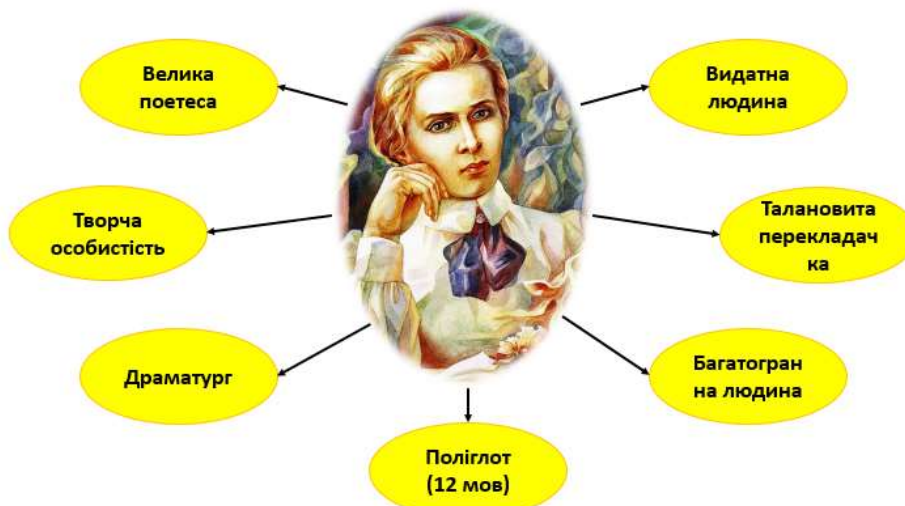 Велика
поетеса
Видатна
людина
Творча
особистість
Талановита
перекладач
ка
Драматург
Багатогран
на людина
Поліглот
(12 мов)